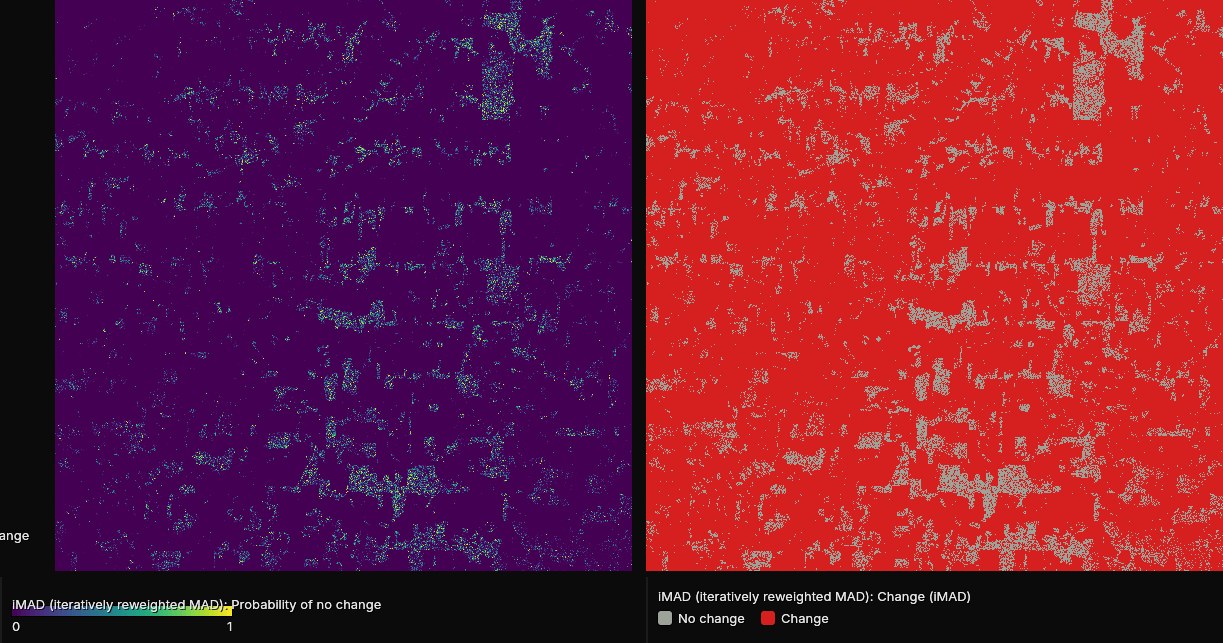 ange
iMAD (iteratively reweighted MAD): Probability of no change
0 1
iMAD (iteratively reweighted MAD): Change (iMAD)
No change Change